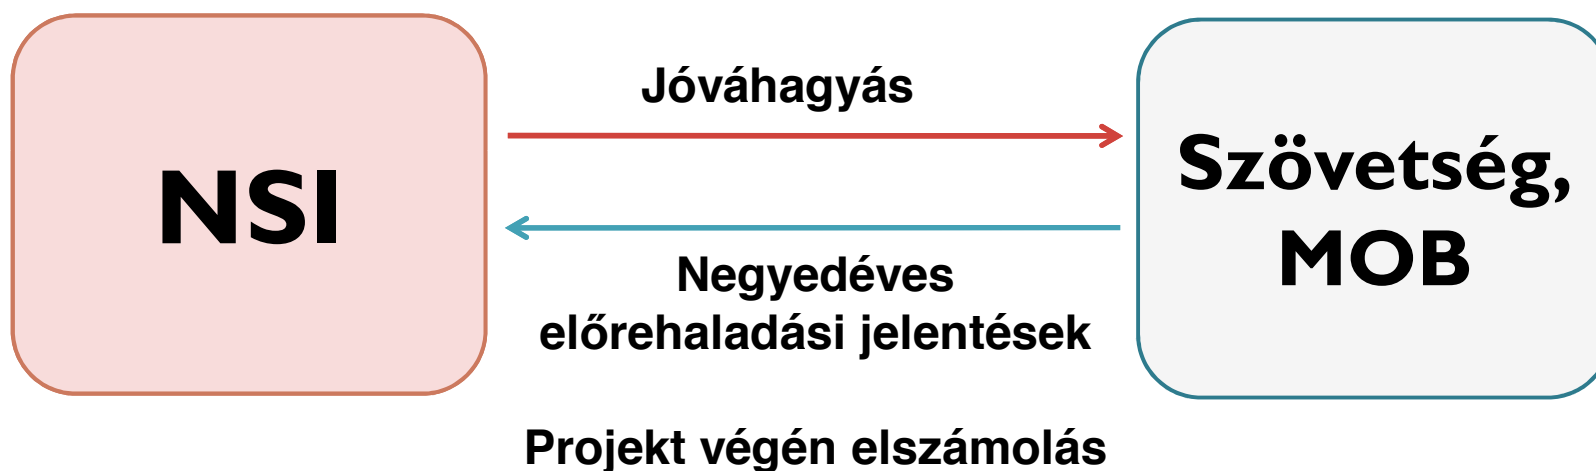 NSI
Jóváhagyás
Negyedéves
előrehaladási jelentések
Projekt végén elszámolás
Szövetség,
MOB